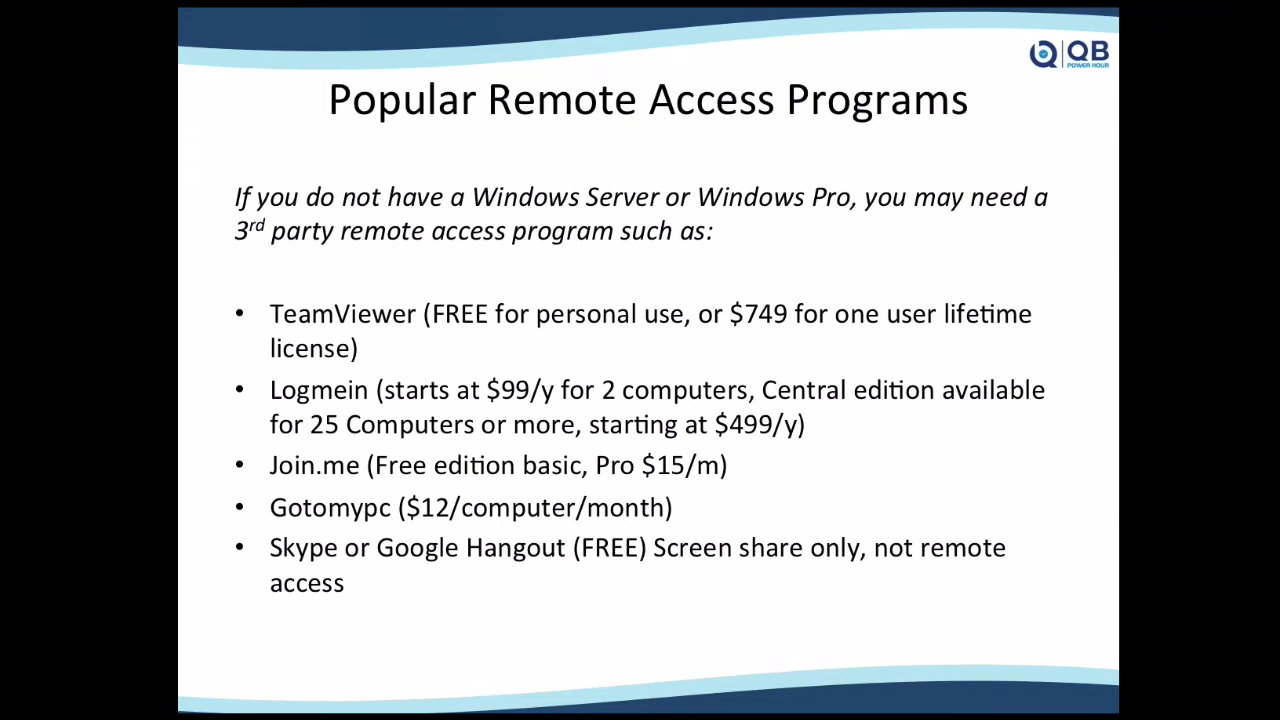 QB
POWER HOUR
Popular Remote Access Programs
If you do not have a Windows Server or Windows Pro, you may need a
3rd party remote access program such as:
• TeamViewer (FREE for personal use, or $749 for one user lifetime
license)
• Logmein (starts at $99/y for 2 computers, Central edition available
for 25 Computers or more, starting at $499/y)
• Join.me (Free edition basic, Pro $15/m)
• Gotomypc ($12/computer/month)
• Skype or Google Hangout (FREE) Screen share only, not remote
access